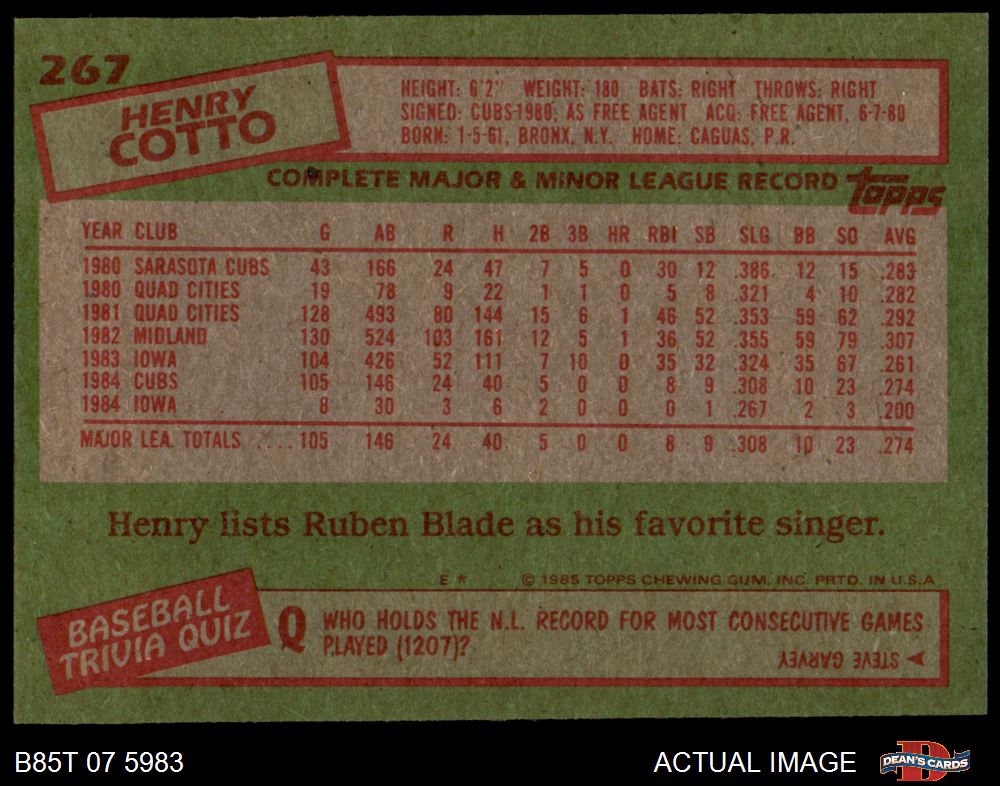 267
HENRY
COTTO
HEIGHT: 6'2" WEIGHT: 180 BATS: RIGHT THROWS: RIGHT
SIGNED: CUBS-1980, AS FREE AGENT ACQ: FREE AGENT, 6-7-80
BORN: 1-5-61, BRONX, N.Y. HOME: CAGUAS, P.R.
COMPLETE MAJOR & MINOR LEAGUE RECORD topps
YEAR CLUB G AB R H 2B 3B HR RBI SB SLG BB SO AVG
1980 SARASOTA CUBS 43 166 24 47 7 5 0 30 12 .386 12 15 .283
1980 QUAD CITIES 19 78 9 22 1 1 0 5 8 .321 4 10 .282
1981 QUAD CITIES 128 493 80 144 15 6 1 46 52 .353 59 62 .292
1982 MIDLAND 130 524 103 161 12 5 1 36 52 .355 59 79 .307
1983 IOWA 104 426 52 111 7 10 0 35 32 .324 35 67 .261
1984 CUBS 105 146 24 40 5 0 0 8 9 .308 10 23 .274
1984 IOWA 8 30 3 6 2 0 0 0 1 .267 2 3 .200
MAJOR LEA. TOTALS .... 105 146 24 40 5 0 0 8 9 .308 10 23 .274
Henry lists Ruben Blade as his favorite singer.
E * © 1985 TOPPS CHEWING GUM, INC. PRTD. IN U.S.A
BASEBALL
TRIVIA QUIZ
Q WHO HOLDS THE N.L. RECORD FOR MOST CONSECUTIVE GAMES
PLAYED (1207)?
STEVE GARVEY
B85T 07 5983
ACTUAL IMAGE
D
DEAN'S CARDS